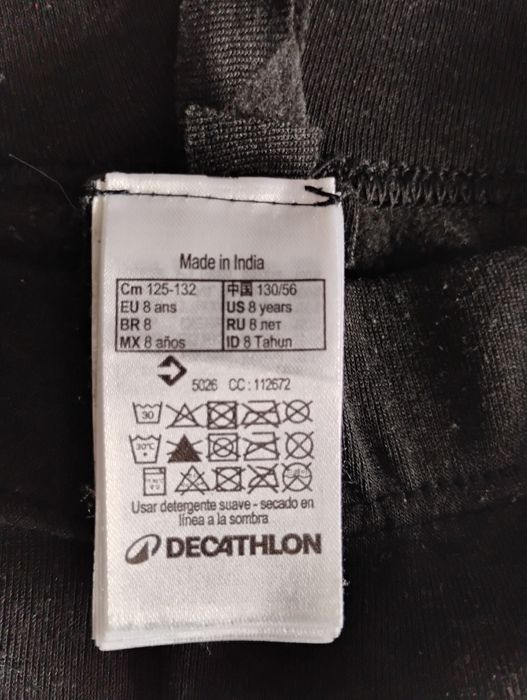 Made in India
Cm 125-132 中国 130/56
EU 8 ans US 8 years
BR 8 RU 8 лет
MX 8 años ID 8 Tahun
5026 CC: 112672
30
30°C
Usar detergente suave - secado en
línea a la sombra
DECATHLON